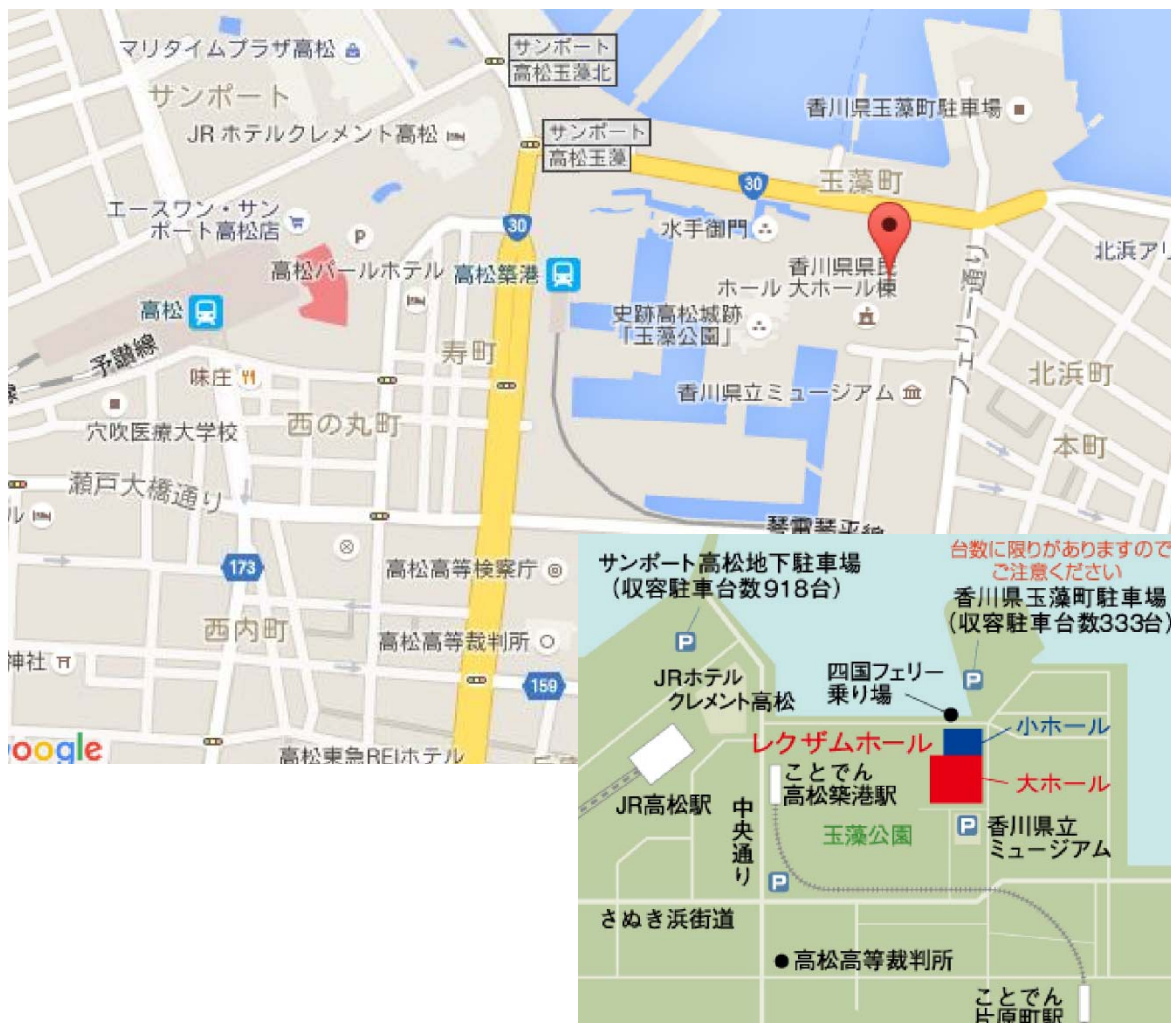 マリタイムプラザ高松
サンポート
高松玉藻北
サンポート
JR ホテルクレメント高松
サンポート
高松玉藻
香川県玉藻町駐車場
30
玉藻町
エースワン・サン
ポート高松店
P
30
水手御門
北浜ア
高松パールホテル
高松築港
香川県県民
ホール 大ホール棟
フェリー通り
高松
史跡高松城跡
「玉藻公園」
予讃線
寿町
味庄
香川県立ミュージアム
北浜町
穴吹医療大学校
西の丸町
本町
瀬戸大橋通り
ル
琴電琴平線
173
高松高等検察庁
西内町
高松高等裁判所
神社
159
oogle
高松東急REIホテル
サンポート高松地下駐車場
(収容駐車台数918台)
台数に限りがありますので
ご注意ください
香川県玉藻町駐車場
(収容駐車台数333台)
P
JRホテル
クレメント高松
四国フェリー
乗り場
P
小ホール
レクザムホール
大ホール
JR高松駅
ことでん
高松築港駅
中央通り
玉藻公園
P
香川県立
ミュージアム
P
さぬき浜街道
高松高等裁判所
ことでん
片原町駅